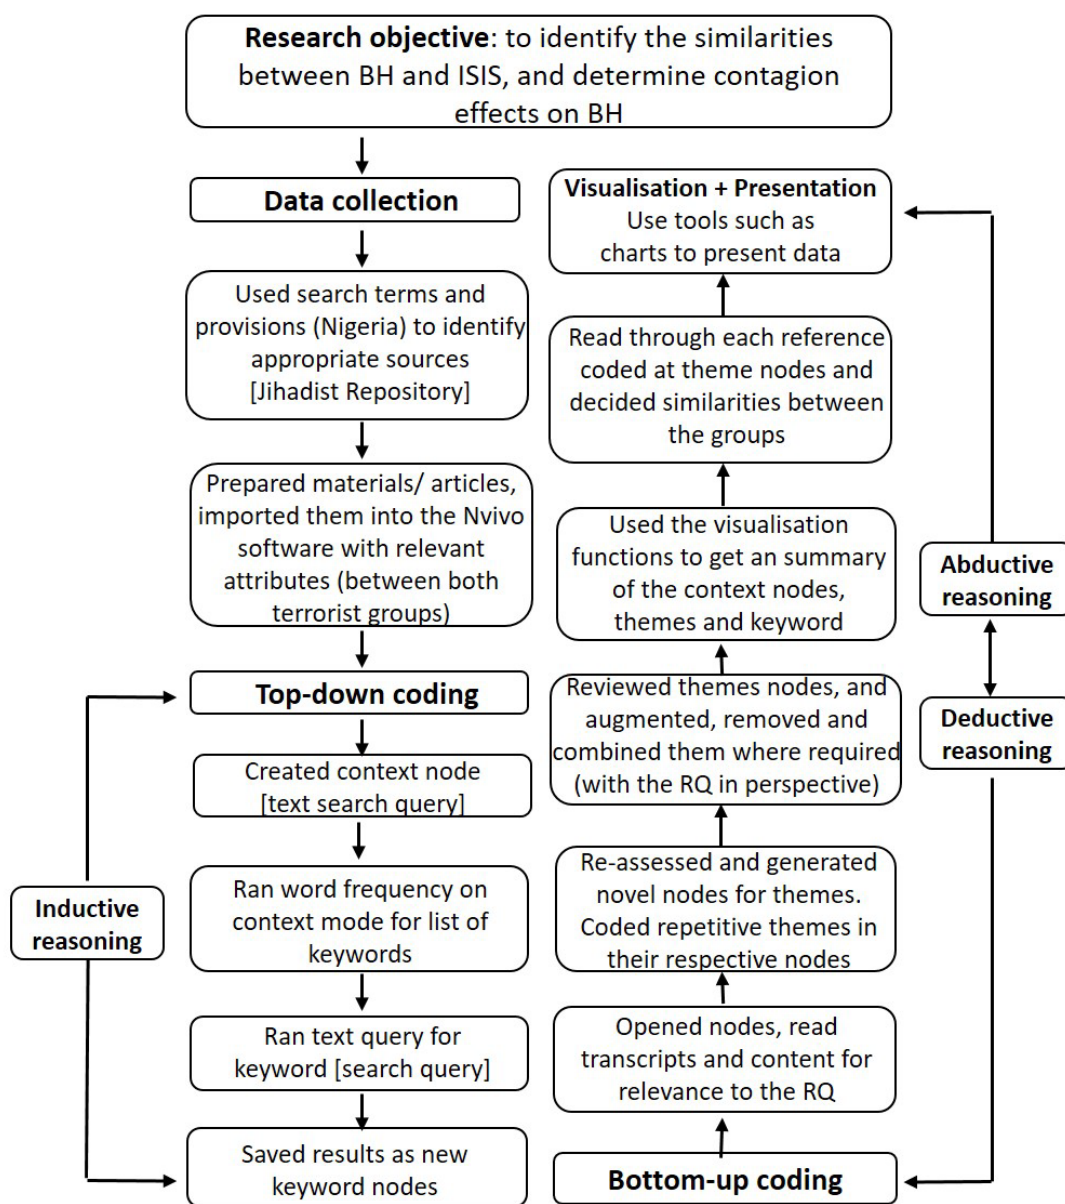 Research objective: to identify the similarities
between BH and ISIS, and determine contagion
effects on BH
Data collection
Used search terms and
provisions (Nigeria) to identify
appropriate sources
[Jihadist Repository]
Prepared materials/ articles,
imported them into the Nvivo
software with relevant
attributes (between both
terrorist groups)
Top-down coding
Created context node
[text search query]
Ran word frequency on
context mode for list of
keywords
Ran text query for
keyword [search query]
Saved results as new
keyword nodes
Inductive
reasoning
Visualisation + Presentation
Use tools such as
charts to present data
Read through each reference
coded at theme nodes and
decided similarities between
the groups
Used the visualisation
functions to get an summary
of the context nodes,
themes and keyword
Reviewed themes nodes, and
augmented, removed and
combined them where required
(with the RQ in perspective)
Re-assessed and generated
novel nodes for themes.
Coded repetitive themes in
their respective nodes
Opened nodes, read
transcripts and content for
relevance to the RQ
Bottom-up coding
Abductive
reasoning
Deductive
reasoning